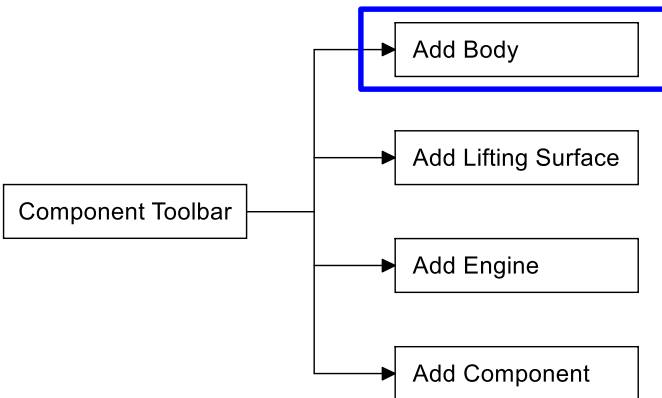 Add Body
Add Lifting Surface
Component Toolbar
Add Engine
Add Component